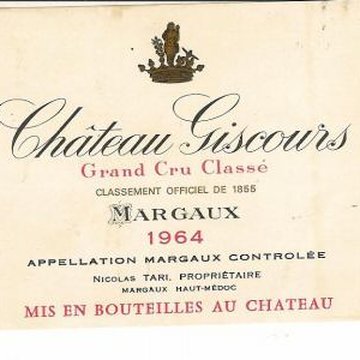 Château Giscours
Grand Cru Classé
CLASSEMENT OFFICIEL DE 1855
MARGAUX
1964
APPELLATION MARGAUX CONTROLÉE
NICOLAS TARI, PROPRIÉTAIRE
MARGAUX HAUT-MÉDOC
MIS EN BOUTEILLES AU CHATEAU